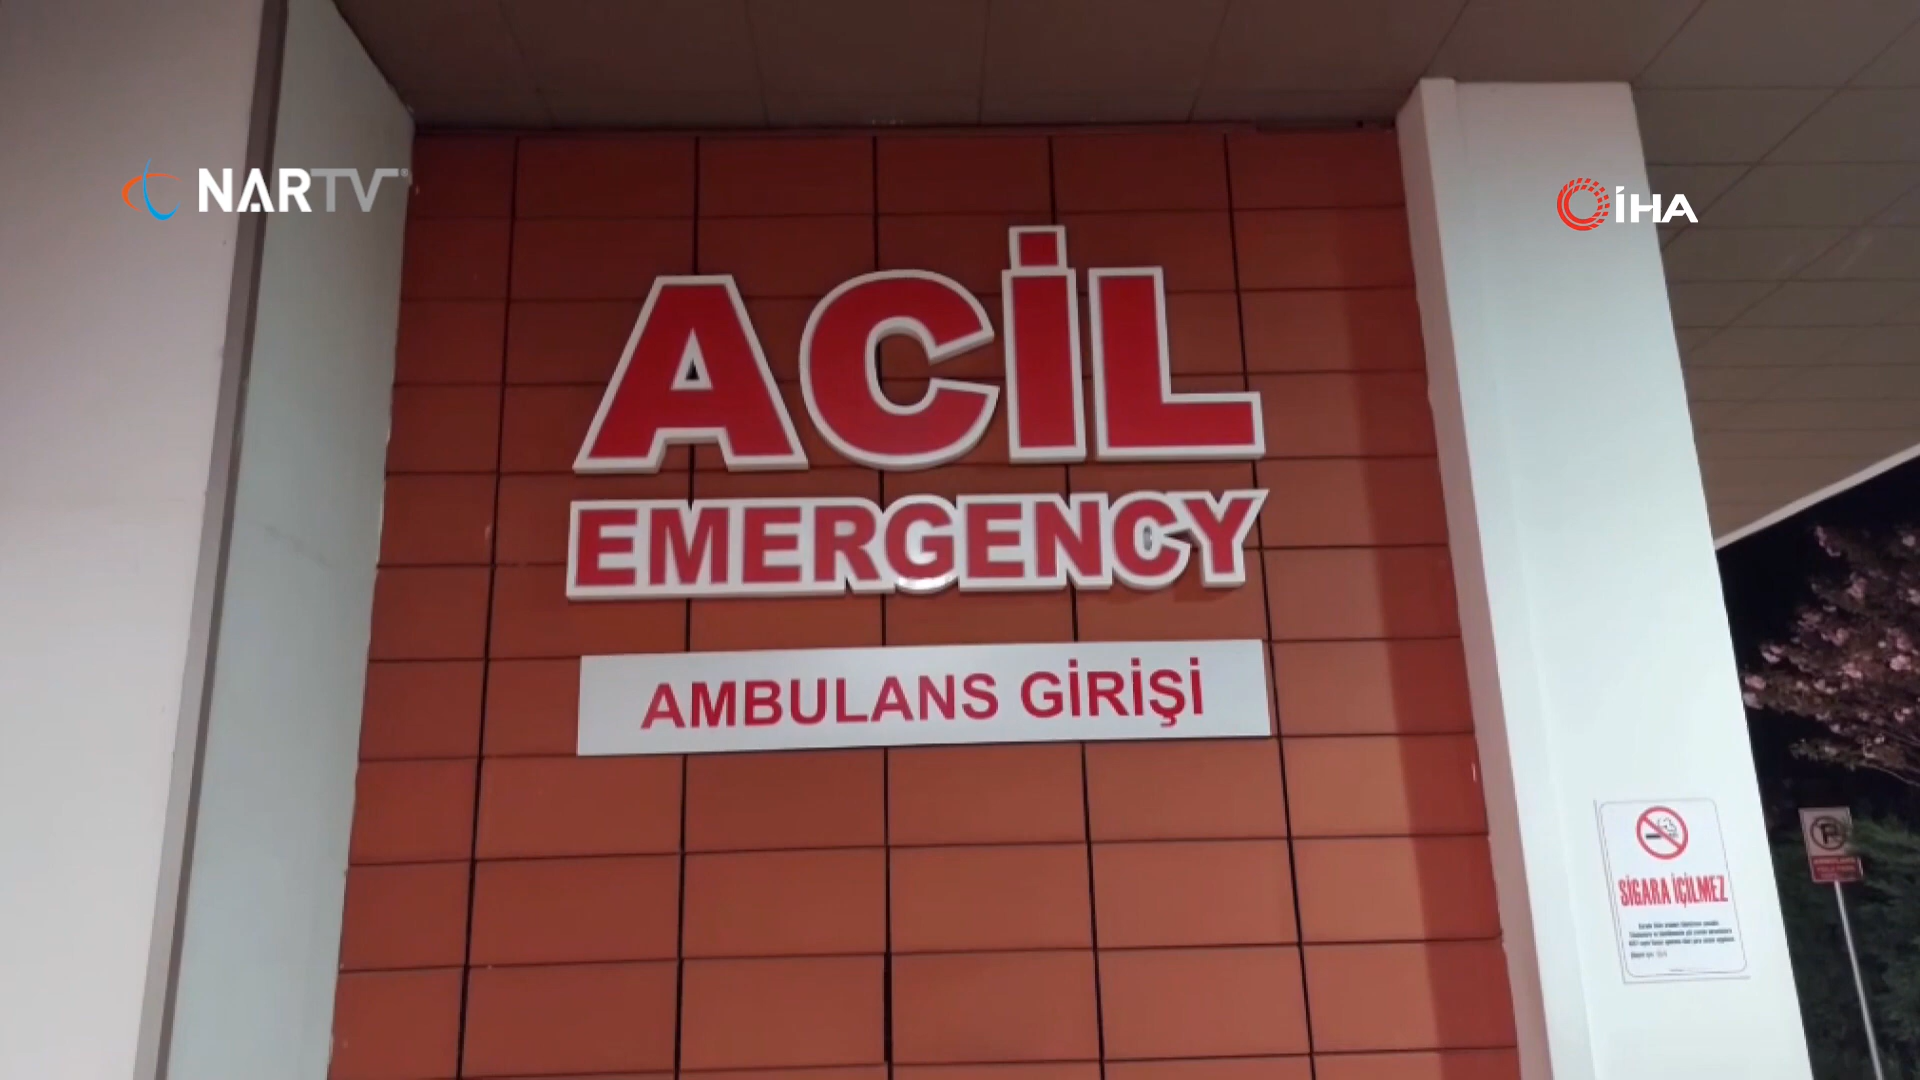 NARTV®
İHA
ACİL
EMERGENCY
AMBULANS GİRİŞİ
SİGARA İÇİLMEZ